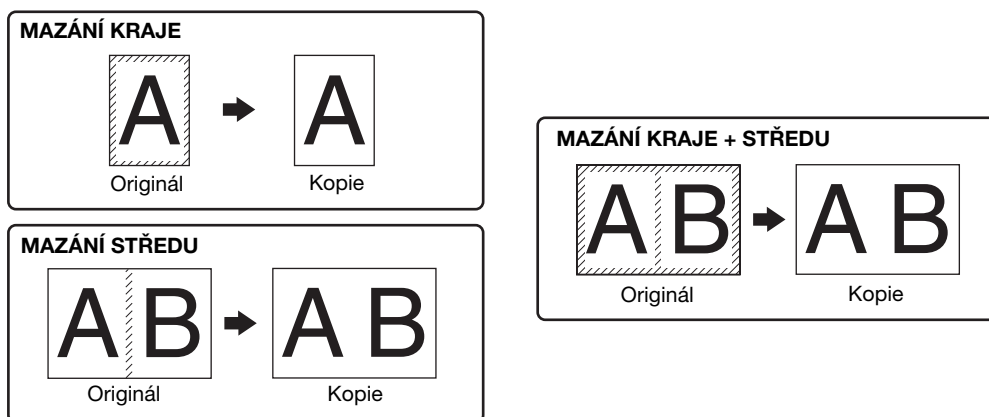 MAZÁNÍ KRAJE
A A
Originál Kopie
MAZÁNÍ STŘEDU
A B A B
Originál Kopie
MAZÁNÍ KRAJE + STŘEDU
A B A B
Originál Kopie